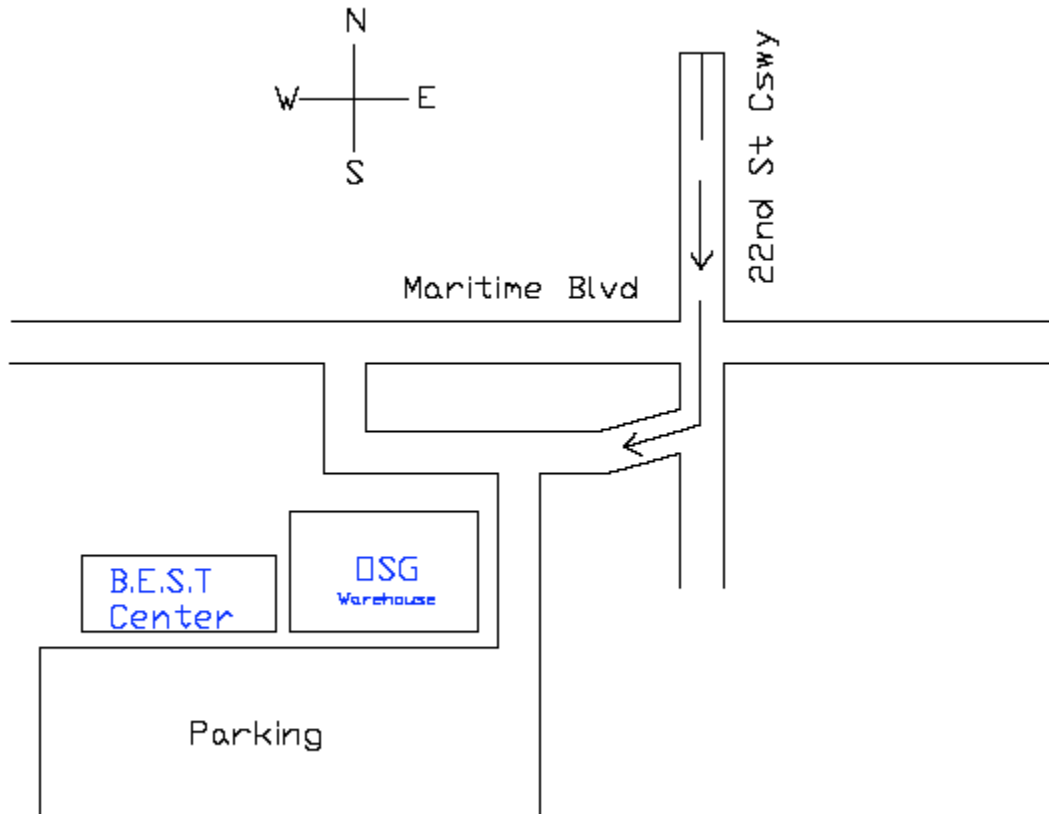 N
W E
S
22nd St Cswy
Maritime Blvd
B.E.S.T
Center
OSG
Warehouse
Parking